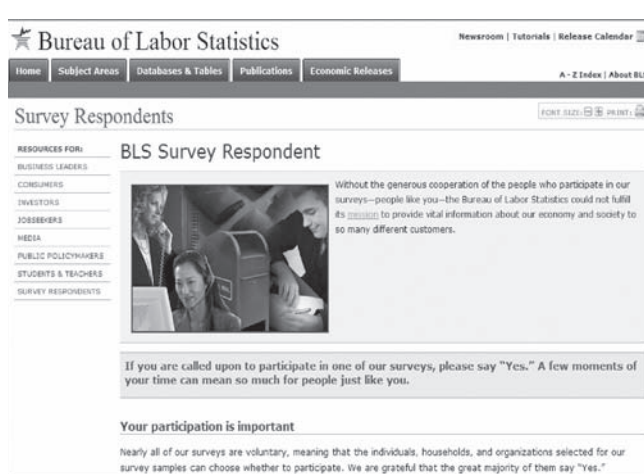 Bureau of Labor Statistics
Newsroom | Tutorials | Release Calendar
Home Subject Areas Databases & Tables Publications Economic Releases
A - Z Index | About BLS
Survey Respondents
FONT SIZE: PRINT:
RESOURCES FOR:
BUSINESS LEADERS
CONSUMERS
INVESTORS
JOBSEEKERS
MEDIA
PUBLIC POLICYMAKERS
STUDENTS & TEACHERS
SURVEY RESPONDENTS
BLS Survey Respondent
Without the generous cooperation of the people who participate in our
surveys—people like you—the Bureau of Labor Statistics could not fulfill
its mission to provide vital information about our economy and society to
so many different customers.
If you are called upon to participate in one of our surveys, please say "Yes." A few moments of
your time can mean so much for people just like you.
Your participation is important
Nearly all of our surveys are voluntary, meaning that the individuals, households, and organizations selected for our
survey samples can choose whether to participate. We are grateful that the great majority of them say "Yes."